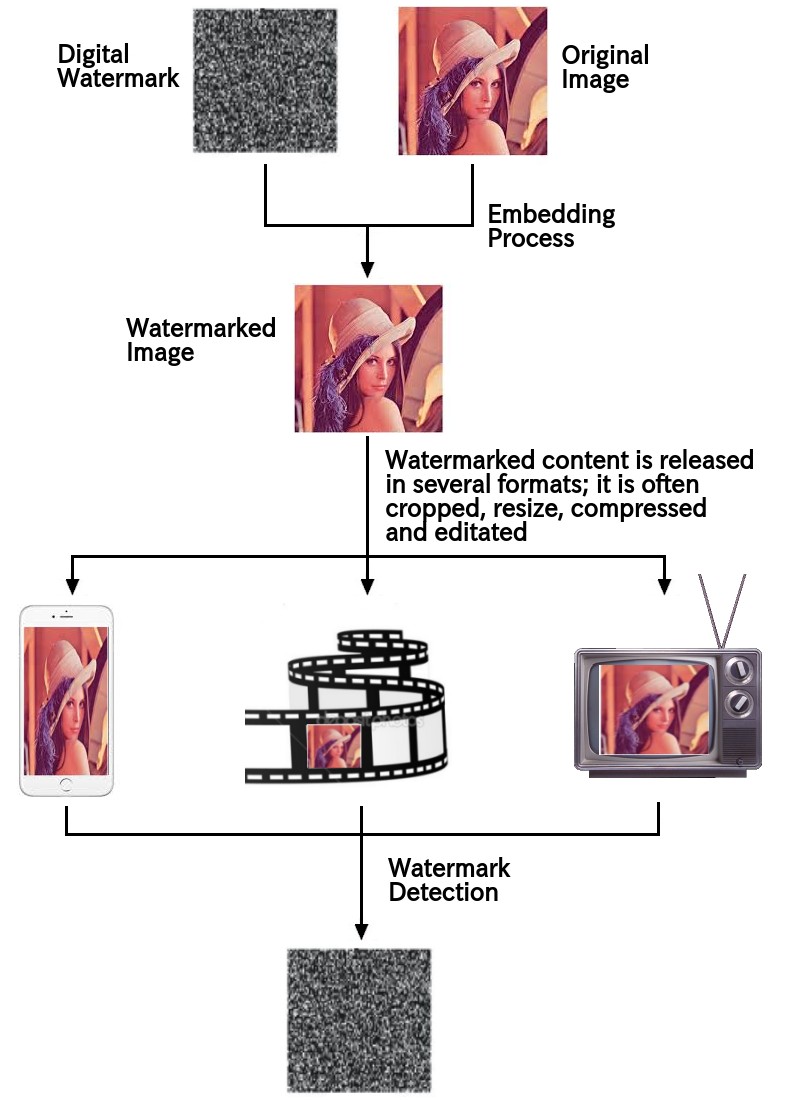 Digital
Watermark
Original
Image
Embedding
Process
Watermarked
Image
Watermarked content is released
in several formats; it is often
cropped, resize, compressed
and editated
depositphotos
Watermark
Detection